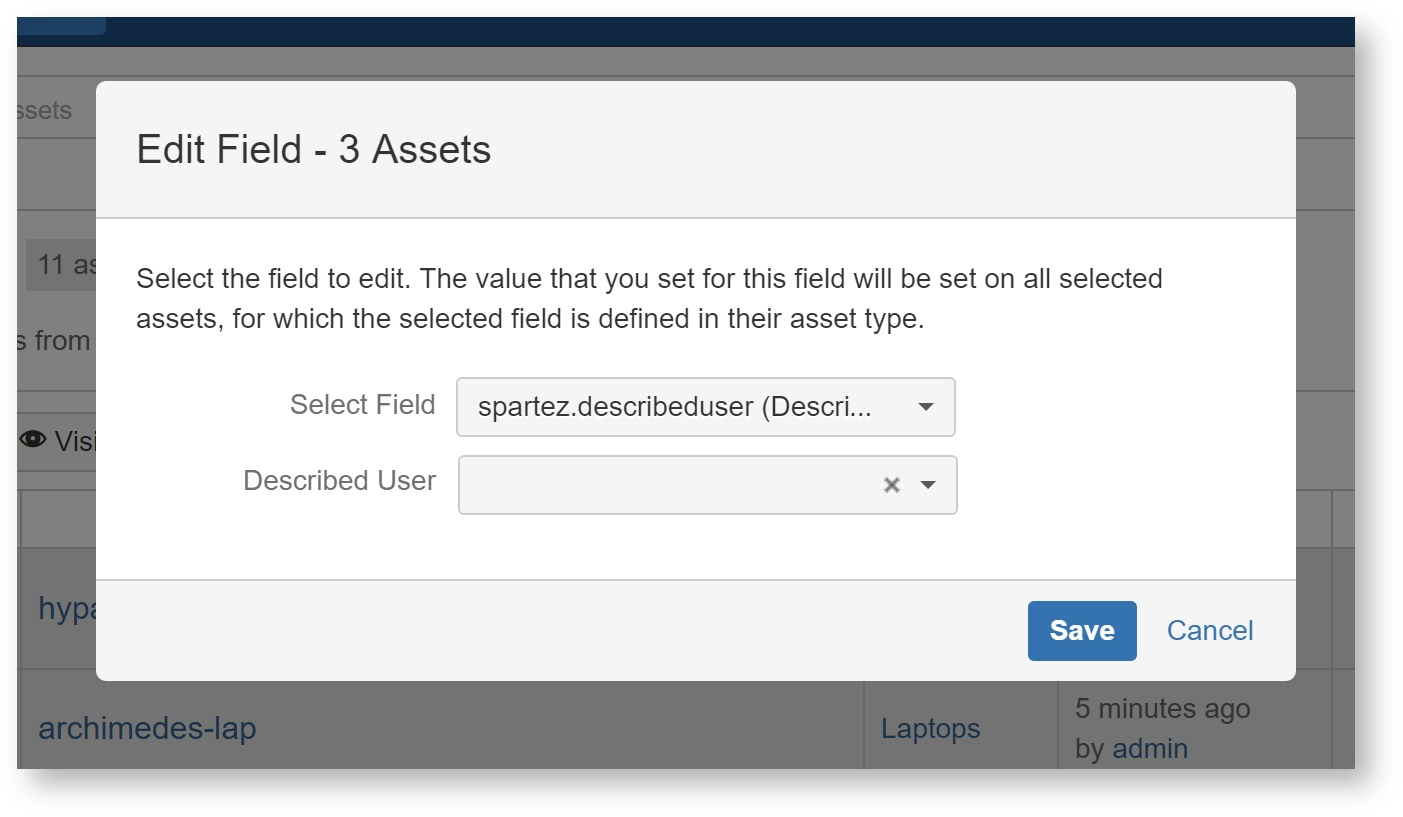 ssets
Edit Field - 3 Assets
11 as
Select the field to edit. The value that you set for this field will be set on all selected
assets, for which the selected field is defined in their asset type.
s from
Select Field spartez.describeduser (Descri...
Visi
Described User
hypa
Save Cancel
archimedes-lap Laptops 5 minutes ago
by admin